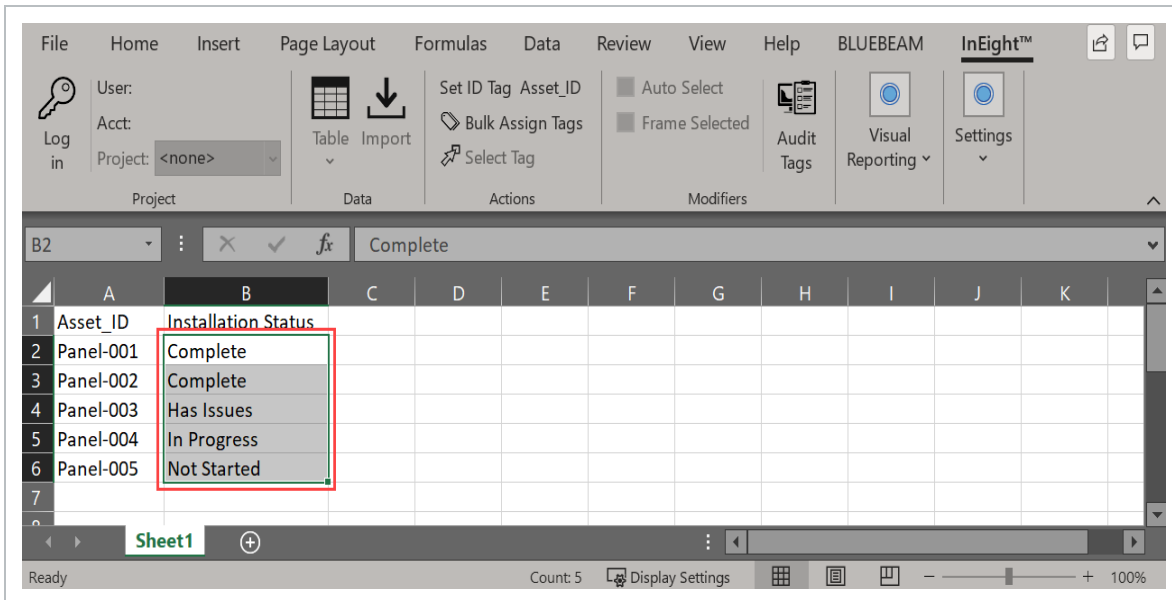 File Home Insert Page Layout Formulas Data Review View Help BLUEBEAM InEight™
Log in
User:
Acct:
Project: <none>
Project
Table Import
Data
Set ID Tag Asset_ID
Bulk Assign Tags
Select Tag
Actions
Auto Select
Frame Selected
Modifiers
Audit Tags
Visual Reporting
Settings
B2 fx Complete
A B C D E F G H I J K
1 Asset_ID Installation Status
2 Panel-001 Complete
3 Panel-002 Complete
4 Panel-003 Has Issues
5 Panel-004 In Progress
6 Panel-005 Not Started
7
Sheet1
Ready Count: 5 Display Settings 100%